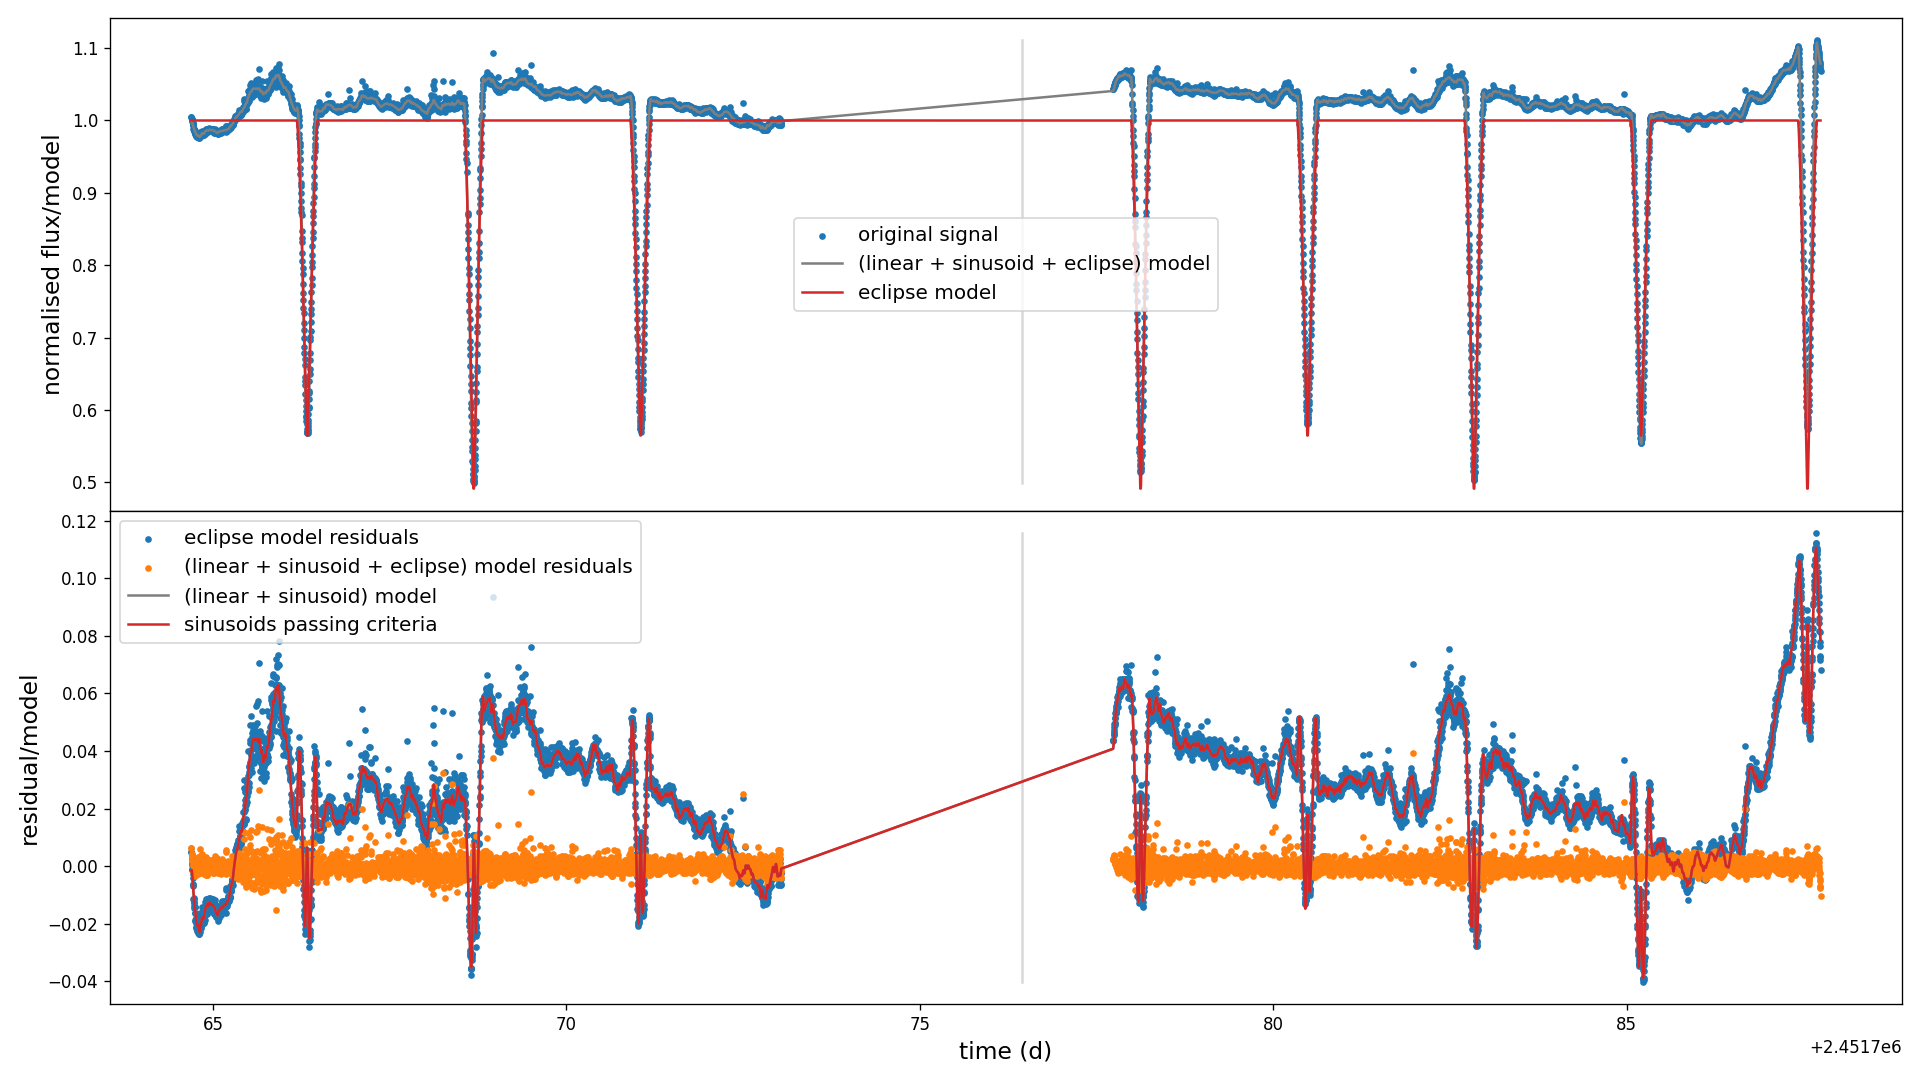 normalised flux/model
1.1
1.0
0.9
0.8
0.7
0.6
0.5
original signal
(linear + sinusoid + eclipse) model
eclipse model
residual/model
0.12
0.10
0.08
0.06
0.04
0.02
0.00
−0.02
−0.04
eclipse model residuals
(linear + sinusoid + eclipse) model residuals
(linear + sinusoid) model
sinusoids passing criteria
65
70
75
80
85
time (d)
+2.4517e6